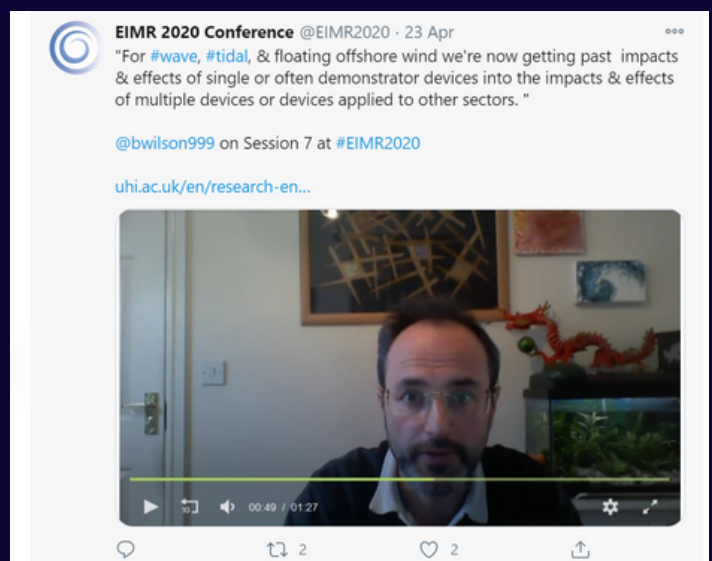 EIMR 2020 Conference @EIMR2020 · 23 Apr
"For #wave, #tidal, & floating offshore wind we're now getting past impacts
& effects of single or often demonstrator devices into the impacts & effects
of multiple devices or devices applied to other sectors. "
@bwilson999 on Session 7 at #EIMR2020
uhi.ac.uk/en/research-en...
10
00:49 / 01:27
2
2